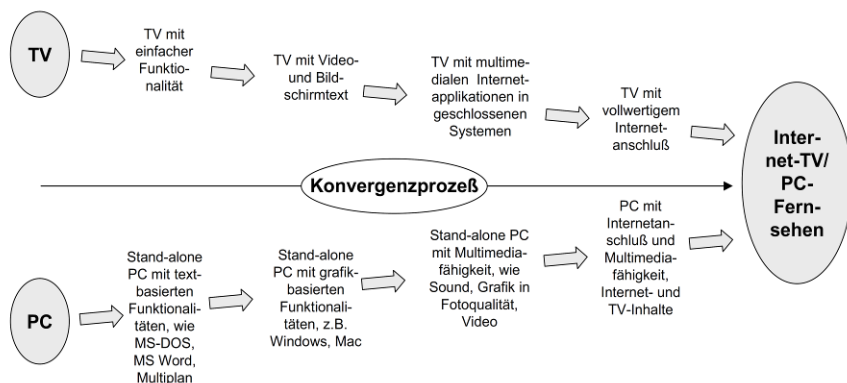 TV
TV mit
einfacher
Funktio-
nalität
TV mit Video-
und Bild-
schirmtext
TV mit multime-
dialen Internet-
applikationen in
geschlossenen
Systemen
TV mit
vollwertigem
Internet-
anschluß
Inter-
net-TV/
PC-
Fern-
sehen
Konvergenzprozeß
PC
Stand-alone
PC mit text-
basierten
Funktionali-
täten, wie
MS-DOS,
MS Word,
Multiplan
Stand-alone
PC mit grafik-
basierten
Funktionali-
täten, z.B.
Windows, Mac
Stand-alone PC
mit Multimedia-
fähigkeit, wie
Sound, Grafik in
Fotoqualität,
Video
PC mit
Internetan-
schluß und
Multimedia-
fähigkeit,
Internet- und
TV-Inhalte